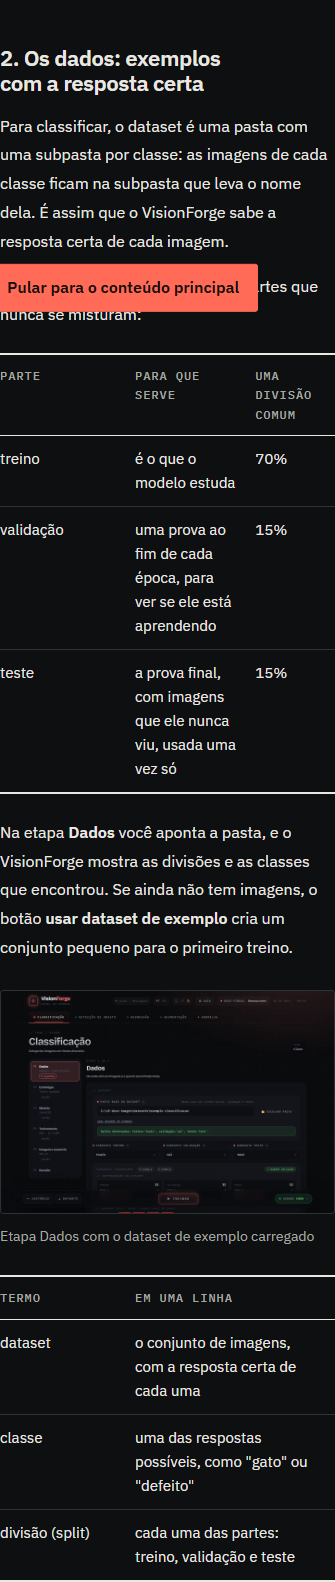 2. Os dados: exemplos
com a resposta certa
Para classificar, o dataset é uma pasta com
uma subpasta por classe: as imagens de cada
classe ficam na subpasta que leva o nome
dela. É assim que o VisionForge sabe a
resposta certa de cada imagem.
Pular para o conteúdo principal
que
nunca se misturam:
PARTE
PARA QUE
SERVE
UMA
DIVISÃO
COMUM
treino
é o que o
modelo estuda
70%
validação
uma prova ao
fim de cada
época, para
ver se ele está
aprendendo
15%
teste
a prova final,
com imagens
que ele nunca
viu, usada uma
vez só
15%
Na etapa Dados você aponta a pasta, e o
VisionForge mostra as divisões e as classes
que encontrou. Se ainda não tem imagens, o
botão usar dataset de exemplo cria um
conjunto pequeno para o primeiro treino.
VisionForge
CLASSIFICAÇÃO
Classificação
Dados
Dados
Etapa Dados com o dataset de exemplo carregado
TERMO
EM UMA LINHA
dataset
o conjunto de imagens,
com a resposta certa de
cada uma
classe
uma das respostas
possíveis, como "gato" ou
"defeito"
divisão (split)
cada uma das partes:
treino, validação e teste